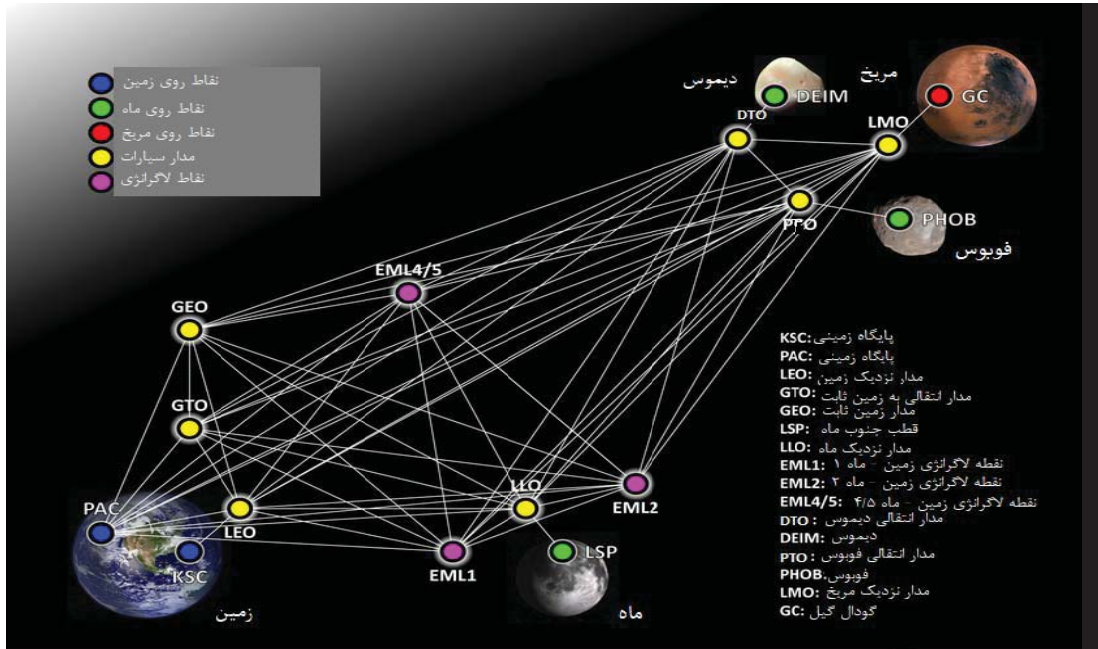 نقاط روی زمین
نقاط روی ماه
نقاط روی مریخ
مدار سیارات
نقاط لاگرانژی
دیموس
مریخ
DEIM
GC
DTO
LMO
PHOB
PTO
فوبوس
EML4/5
GEO
GTO
PAC
LEO
KSC
زمین
LLO
EML2
EML1
LSP
ماه
KSC: پایگاه زمینی
PAC: پایگاه زمینی
LEO: مدار نزدیک زمین
GTO: مدار انتقالی به زمین ثابت
GEO: مدار زمین ثابت
LSP: قطب جنوب ماه
LLO: مدار نزدیک ماه
EML1: نقطه لاگرانژی زمین - ماه ۱
EML2: نقطه لاگرانژی زمین - ماه ۲
EML4/5: نقطه لاگرانژی زمین - ماه ۴/۵
DTO : مدار انتقالی دیموس
DEIM: دیموس
PTO : مدار انتقالی فوبوس
PHOB. فوبوس
LMO: مدار نزدیک مریخ
GC: گودال گیل